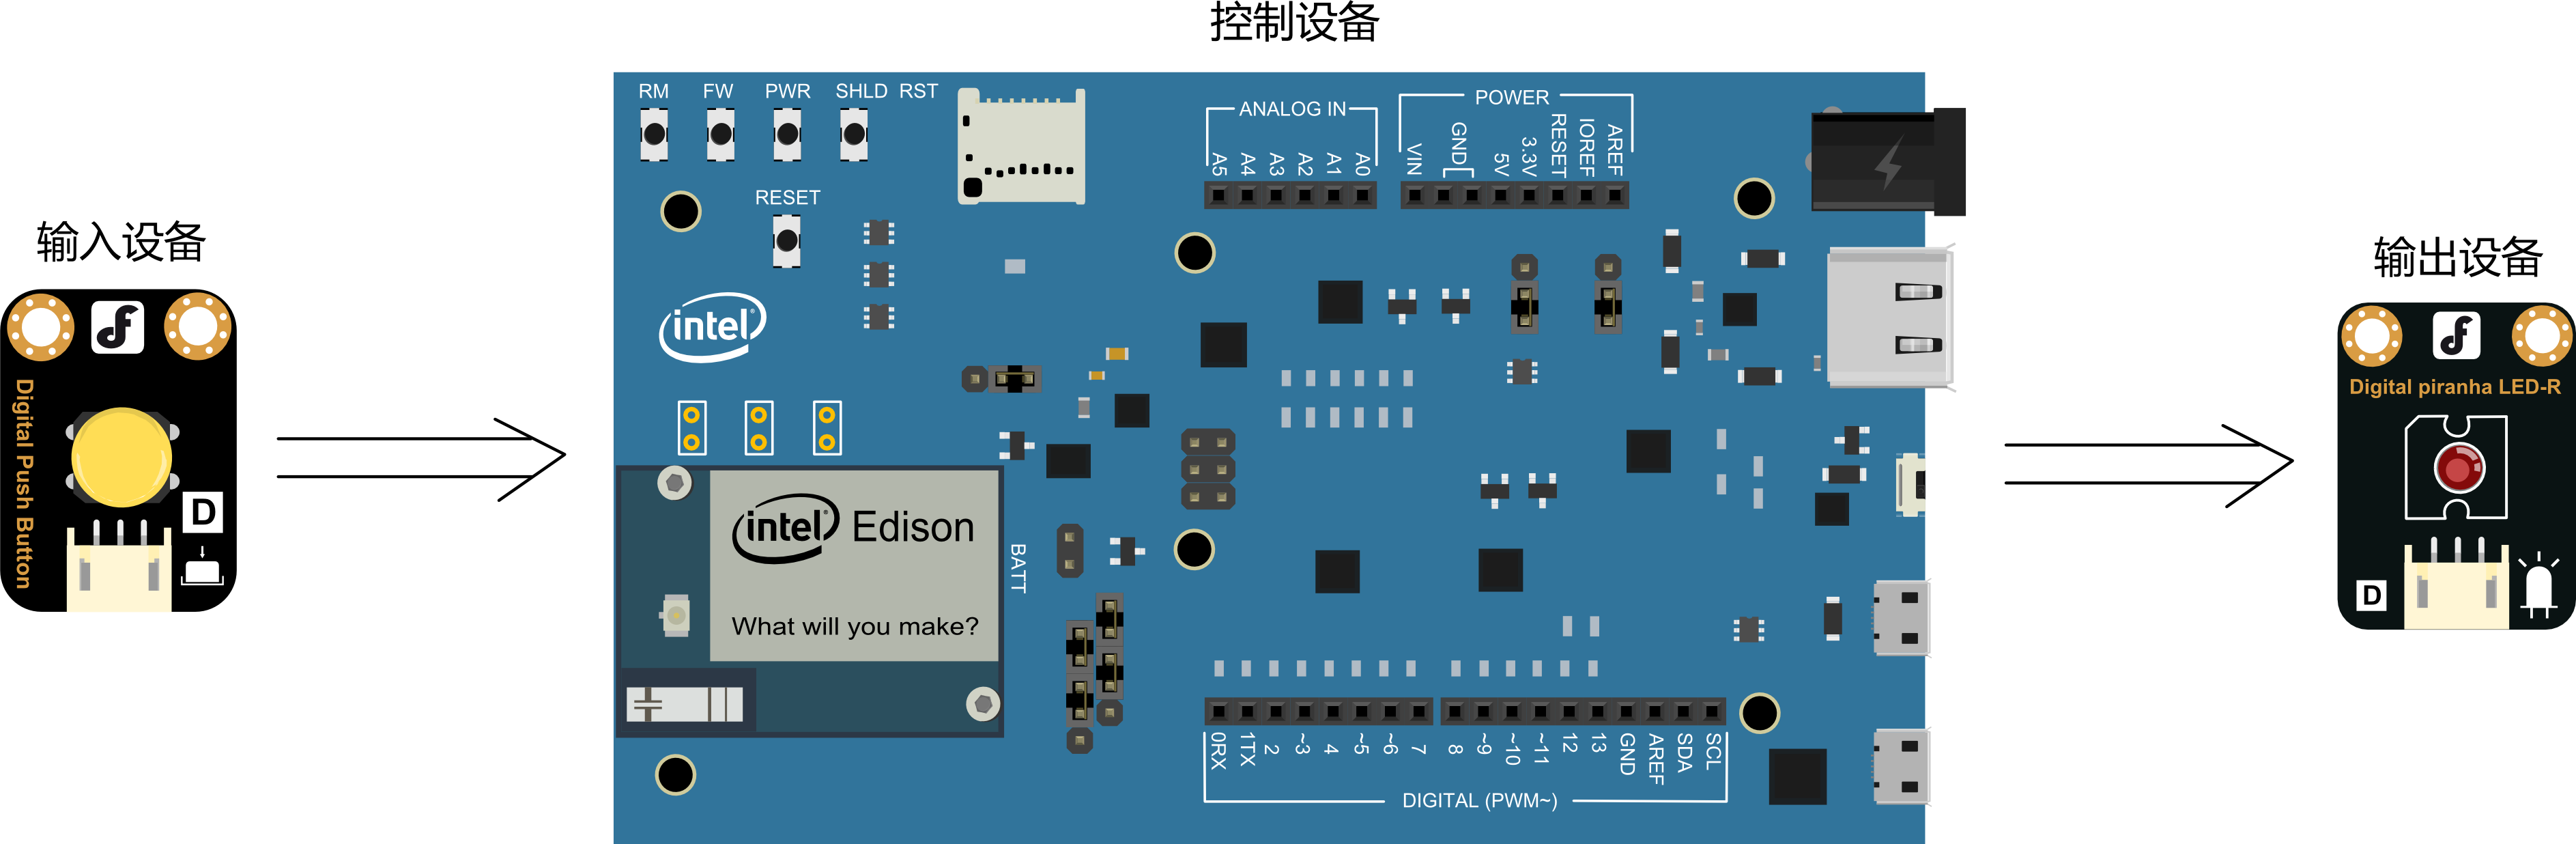 控制设备
输入设备
Digital Push Button
D
RM FW PWR SHLD RST
RESET
intel
ANALOG IN
A5 A4 A3 A2 A1 A0
POWER
VIN GND 5V 3.3V RESET IOREF AREF
intel Edison
What will you make?
BATT
0RX 1TX 2 ~3 4 ~5 ~6 7 8 ~9 ~10 ~11 12 13 GND AREF SDA SCL
DIGITAL (PWM~)
输出设备
Digital piranha LED-R
D